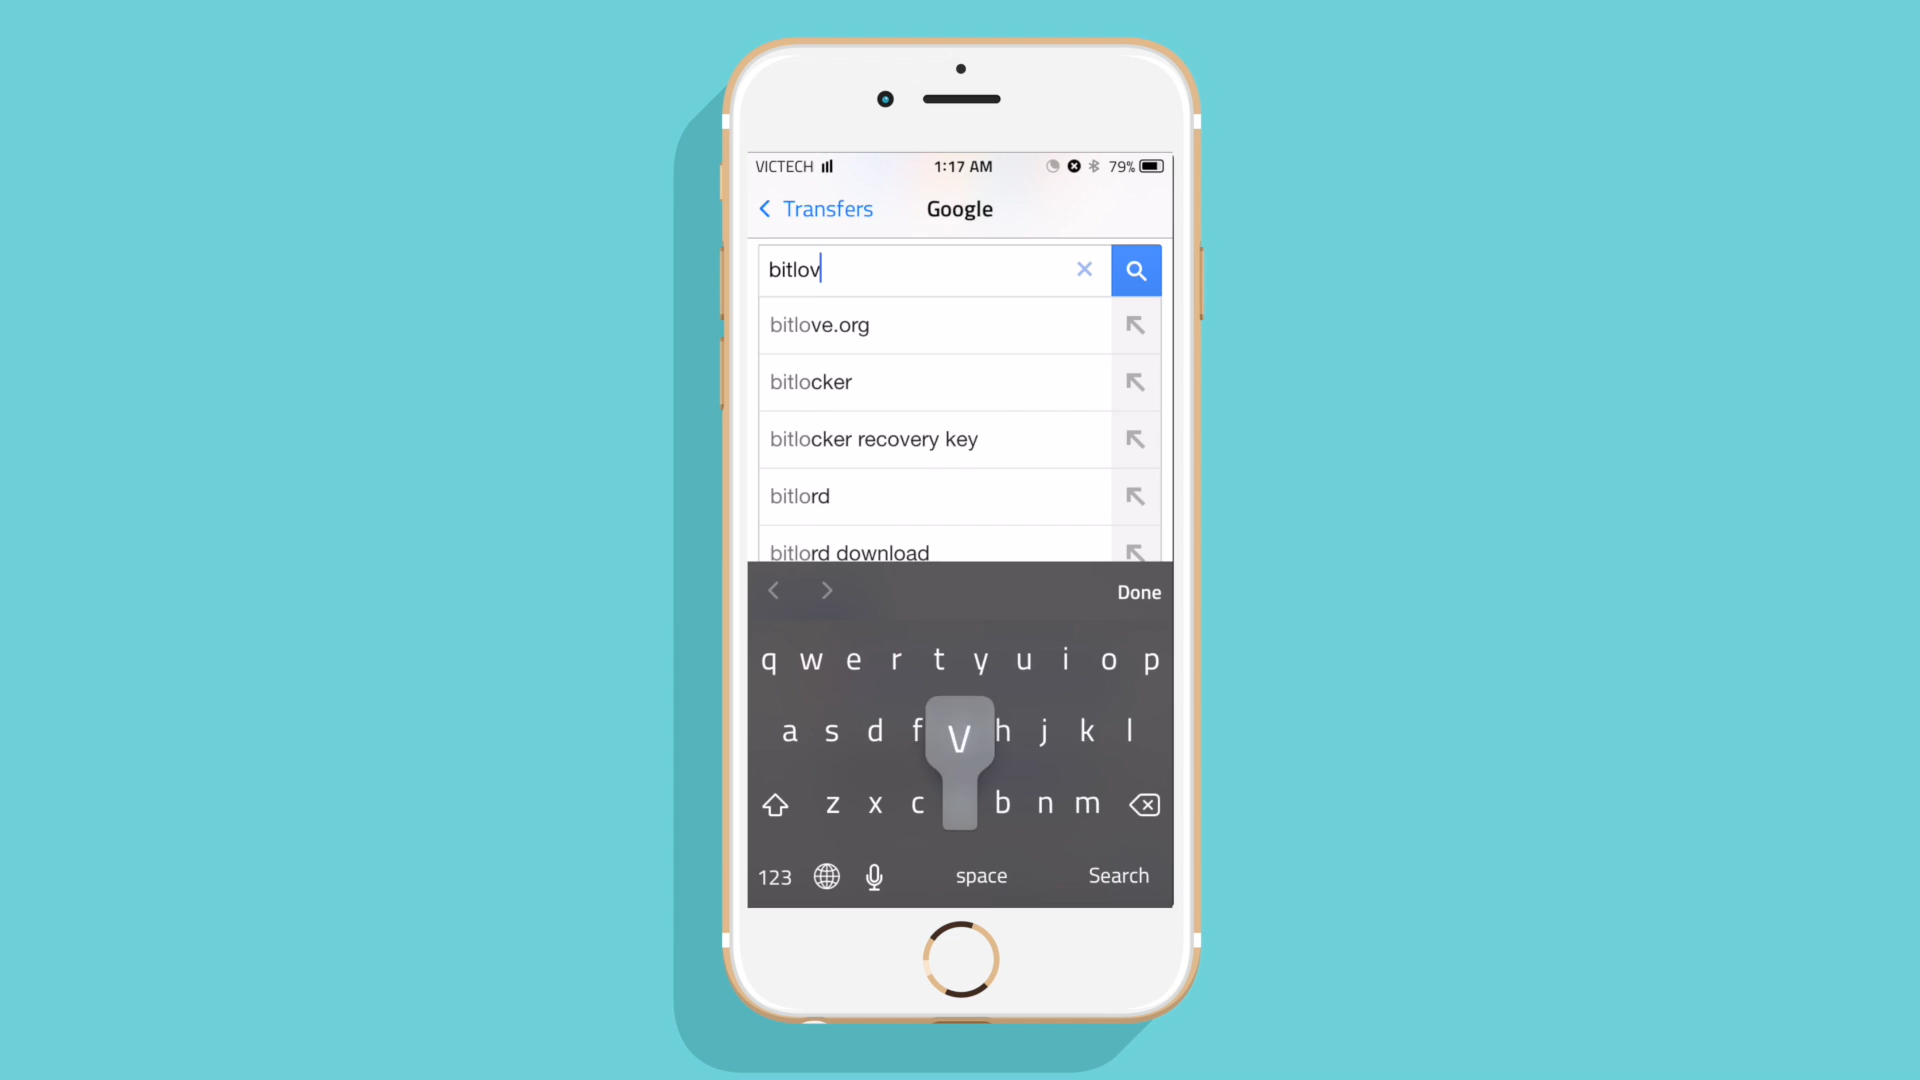 VICTECH 1:17 AM 79%
Transfers Google
bitlov
bitlove.org
bitlocker
bitlocker recovery key
bitlord
bitlord download
Done
q w e r t y u i o p
a s d f V h j k l
z x c b n m
123 space Search